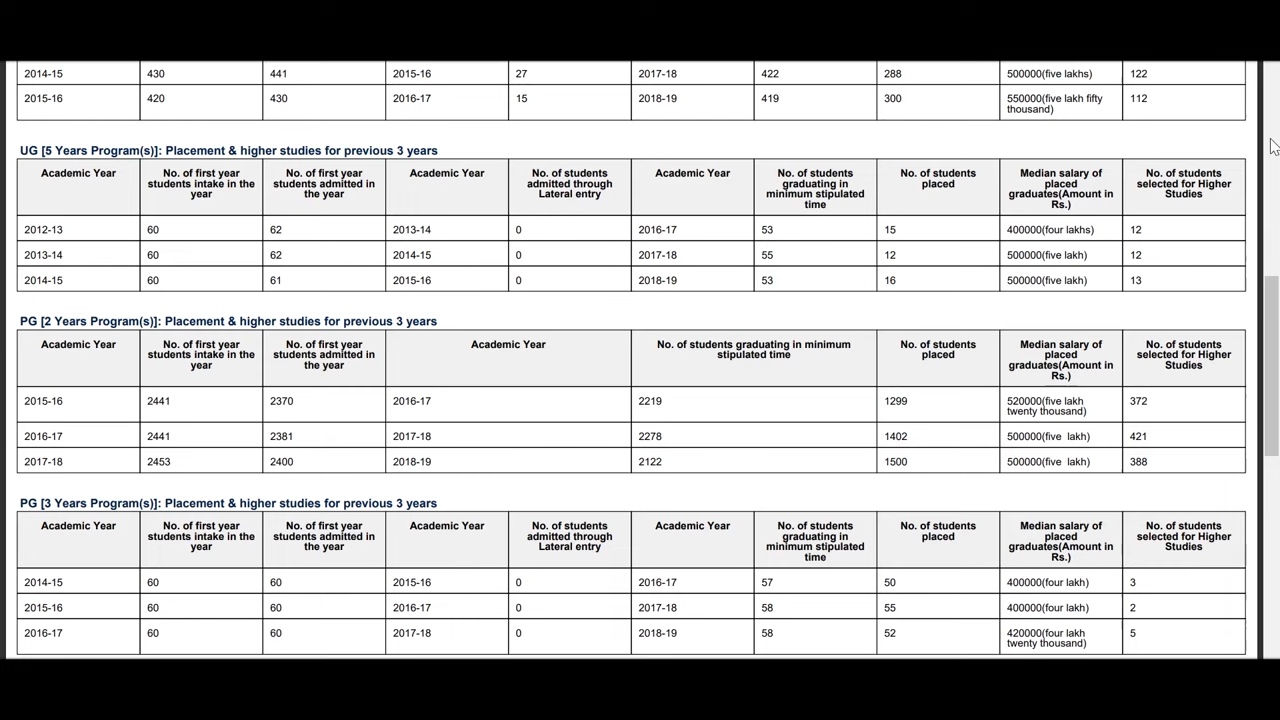 2014-15 430 441 2015-16 27 2017-18 422 288 500000(five lakhs) 122
2015-16 420 430 2016-17 15 2018-19 419 300 550000(five lakh fifty thousand) 112
UG [5 Years Program(s)]: Placement & higher studies for previous 3 years
Academic Year No. of first year students intake in the year No. of first year students admitted in the year Academic Year No. of students admitted through Lateral entry Academic Year No. of students graduating in minimum stipulated time No. of students placed Median salary of placed graduates(Amount in Rs.) No. of students selected for Higher Studies
2012-13 60 62 2013-14 0 2016-17 53 15 400000(four lakhs) 12
2013-14 60 62 2014-15 0 2017-18 55 12 500000(five lakh) 12
2014-15 60 61 2015-16 0 2018-19 53 16 500000(five lakh) 13
PG [2 Years Program(s)]: Placement & higher studies for previous 3 years
Academic Year No. of first year students intake in the year No. of first year students admitted in the year Academic Year No. of students graduating in minimum stipulated time No. of students placed Median salary of placed graduates(Amount in Rs.) No. of students selected for Higher Studies
2015-16 2441 2370 2016-17 2219 1299 520000(five lakh twenty thousand) 372
2016-17 2441 2381 2017-18 2278 1402 500000(five lakh) 421
2017-18 2453 2400 2018-19 2122 1500 500000(five lakh) 388
PG [3 Years Program(s)]: Placement & higher studies for previous 3 years
Academic Year No. of first year students intake in the year No. of first year students admitted in the year Academic Year No. of students admitted through Lateral entry Academic Year No. of students graduating in minimum stipulated time No. of students placed Median salary of placed graduates(Amount in Rs.) No. of students selected for Higher Studies
2014-15 60 60 2015-16 0 2016-17 57 50 400000(four lakh) 3
2015-16 60 60 2016-17 0 2017-18 58 55 400000(four lakh) 2
2016-17 60 60 2017-18 0 2018-19 58 52 420000(four lakh twenty thousand) 5